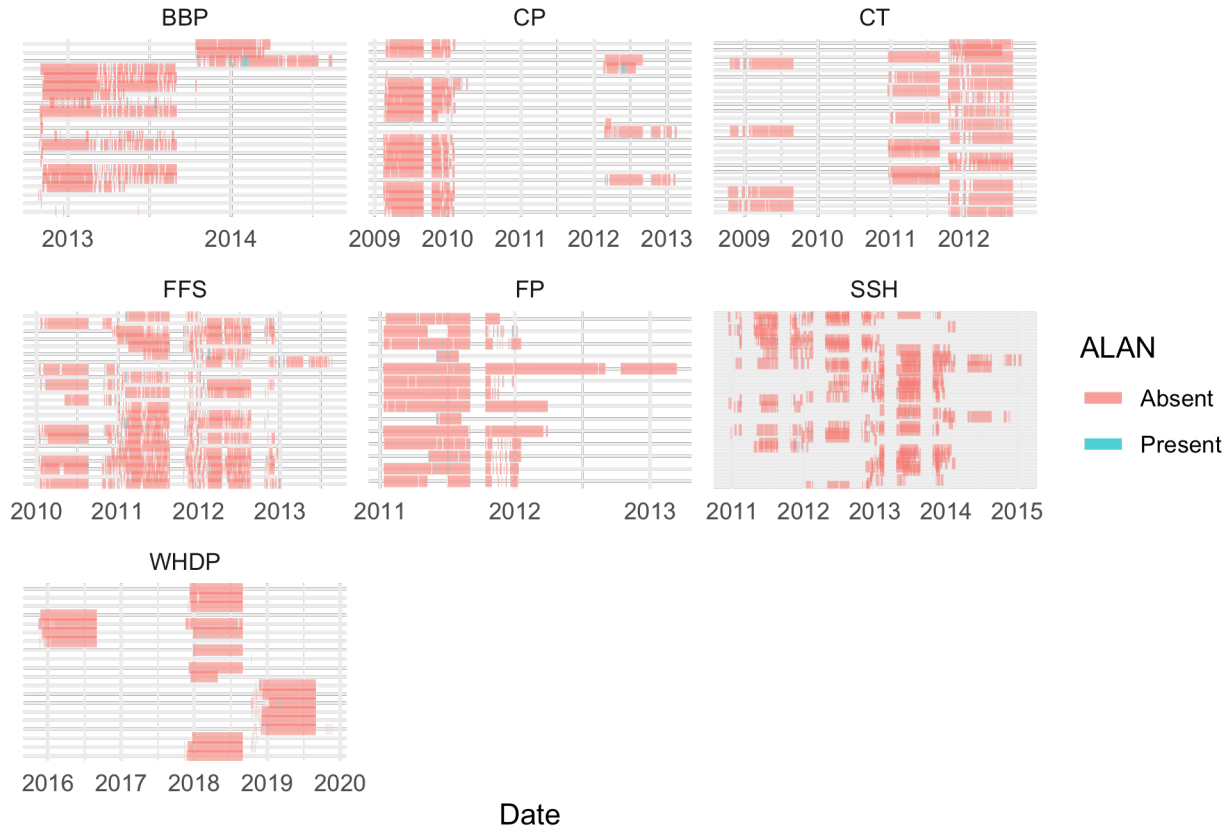 BBP CP CT
2013 2014 2009 2010 2011 2012 2013 2009 2010 2011 2012
FFS FP SSH
ALAN
Absent
Present
2010 2011 2012 2013 2011 2012 2013 2011 2012 2013 2014 2015
WHDP
2016 2017 2018 2019 2020
Date